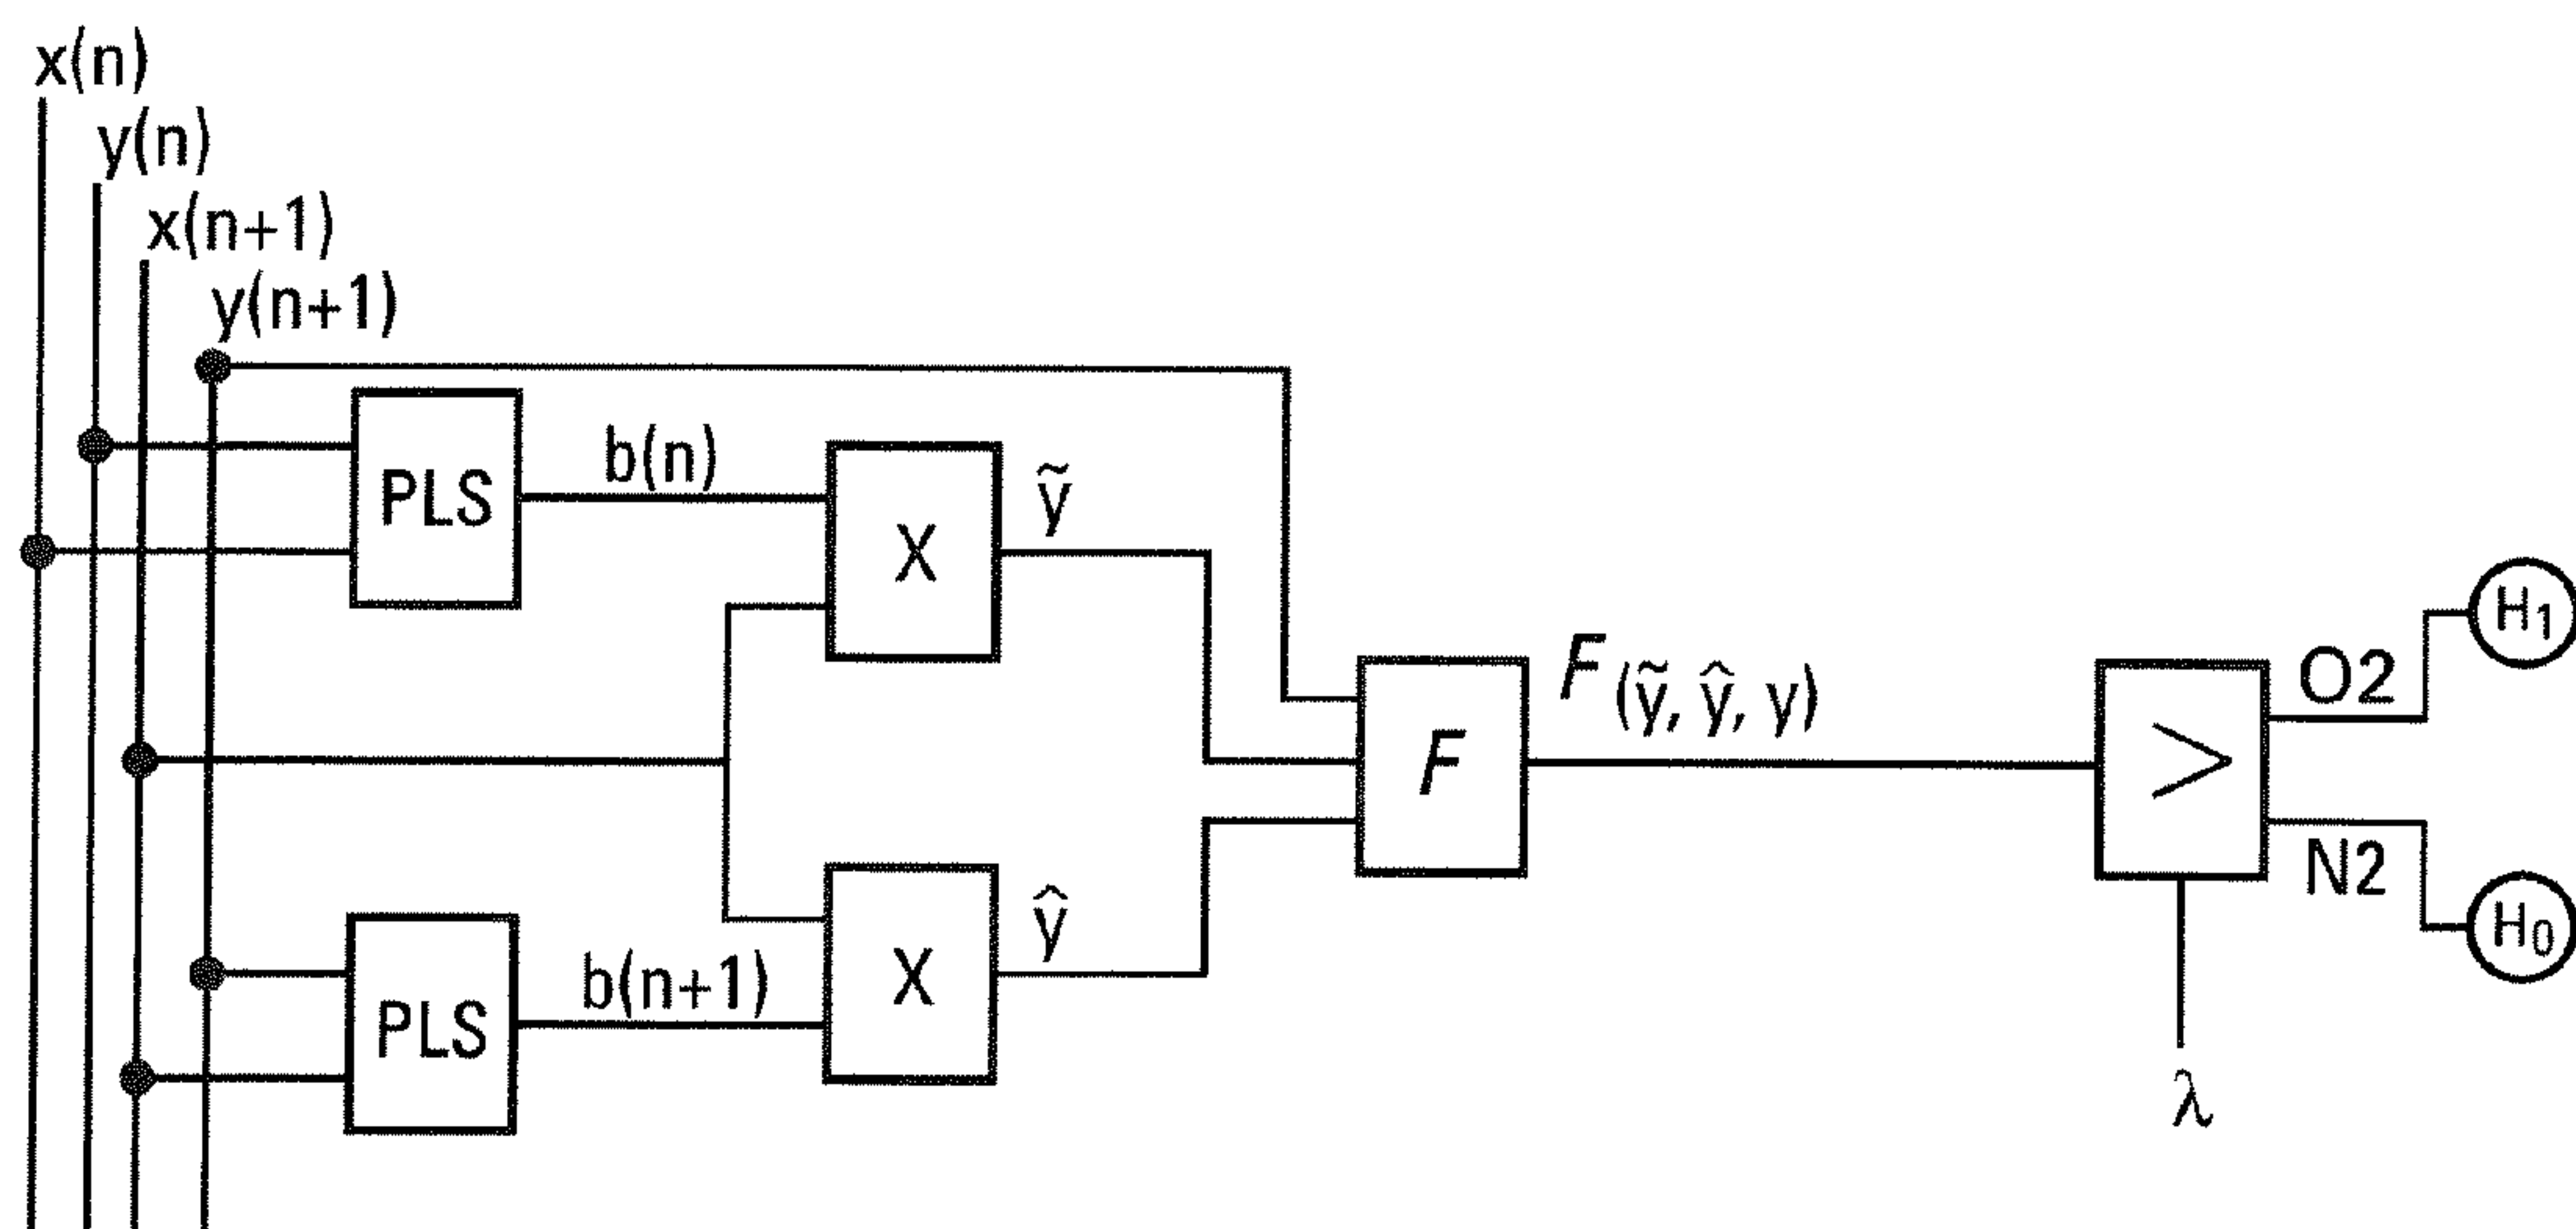 x(n)
y(n)
x(n+1)
y(n+1)
PLS
b(n)
X
ỹ
F
F(ỹ, ŷ, y)
>
O2
H1
N2
H0
λ
PLS
b(n+1)
X
ŷ